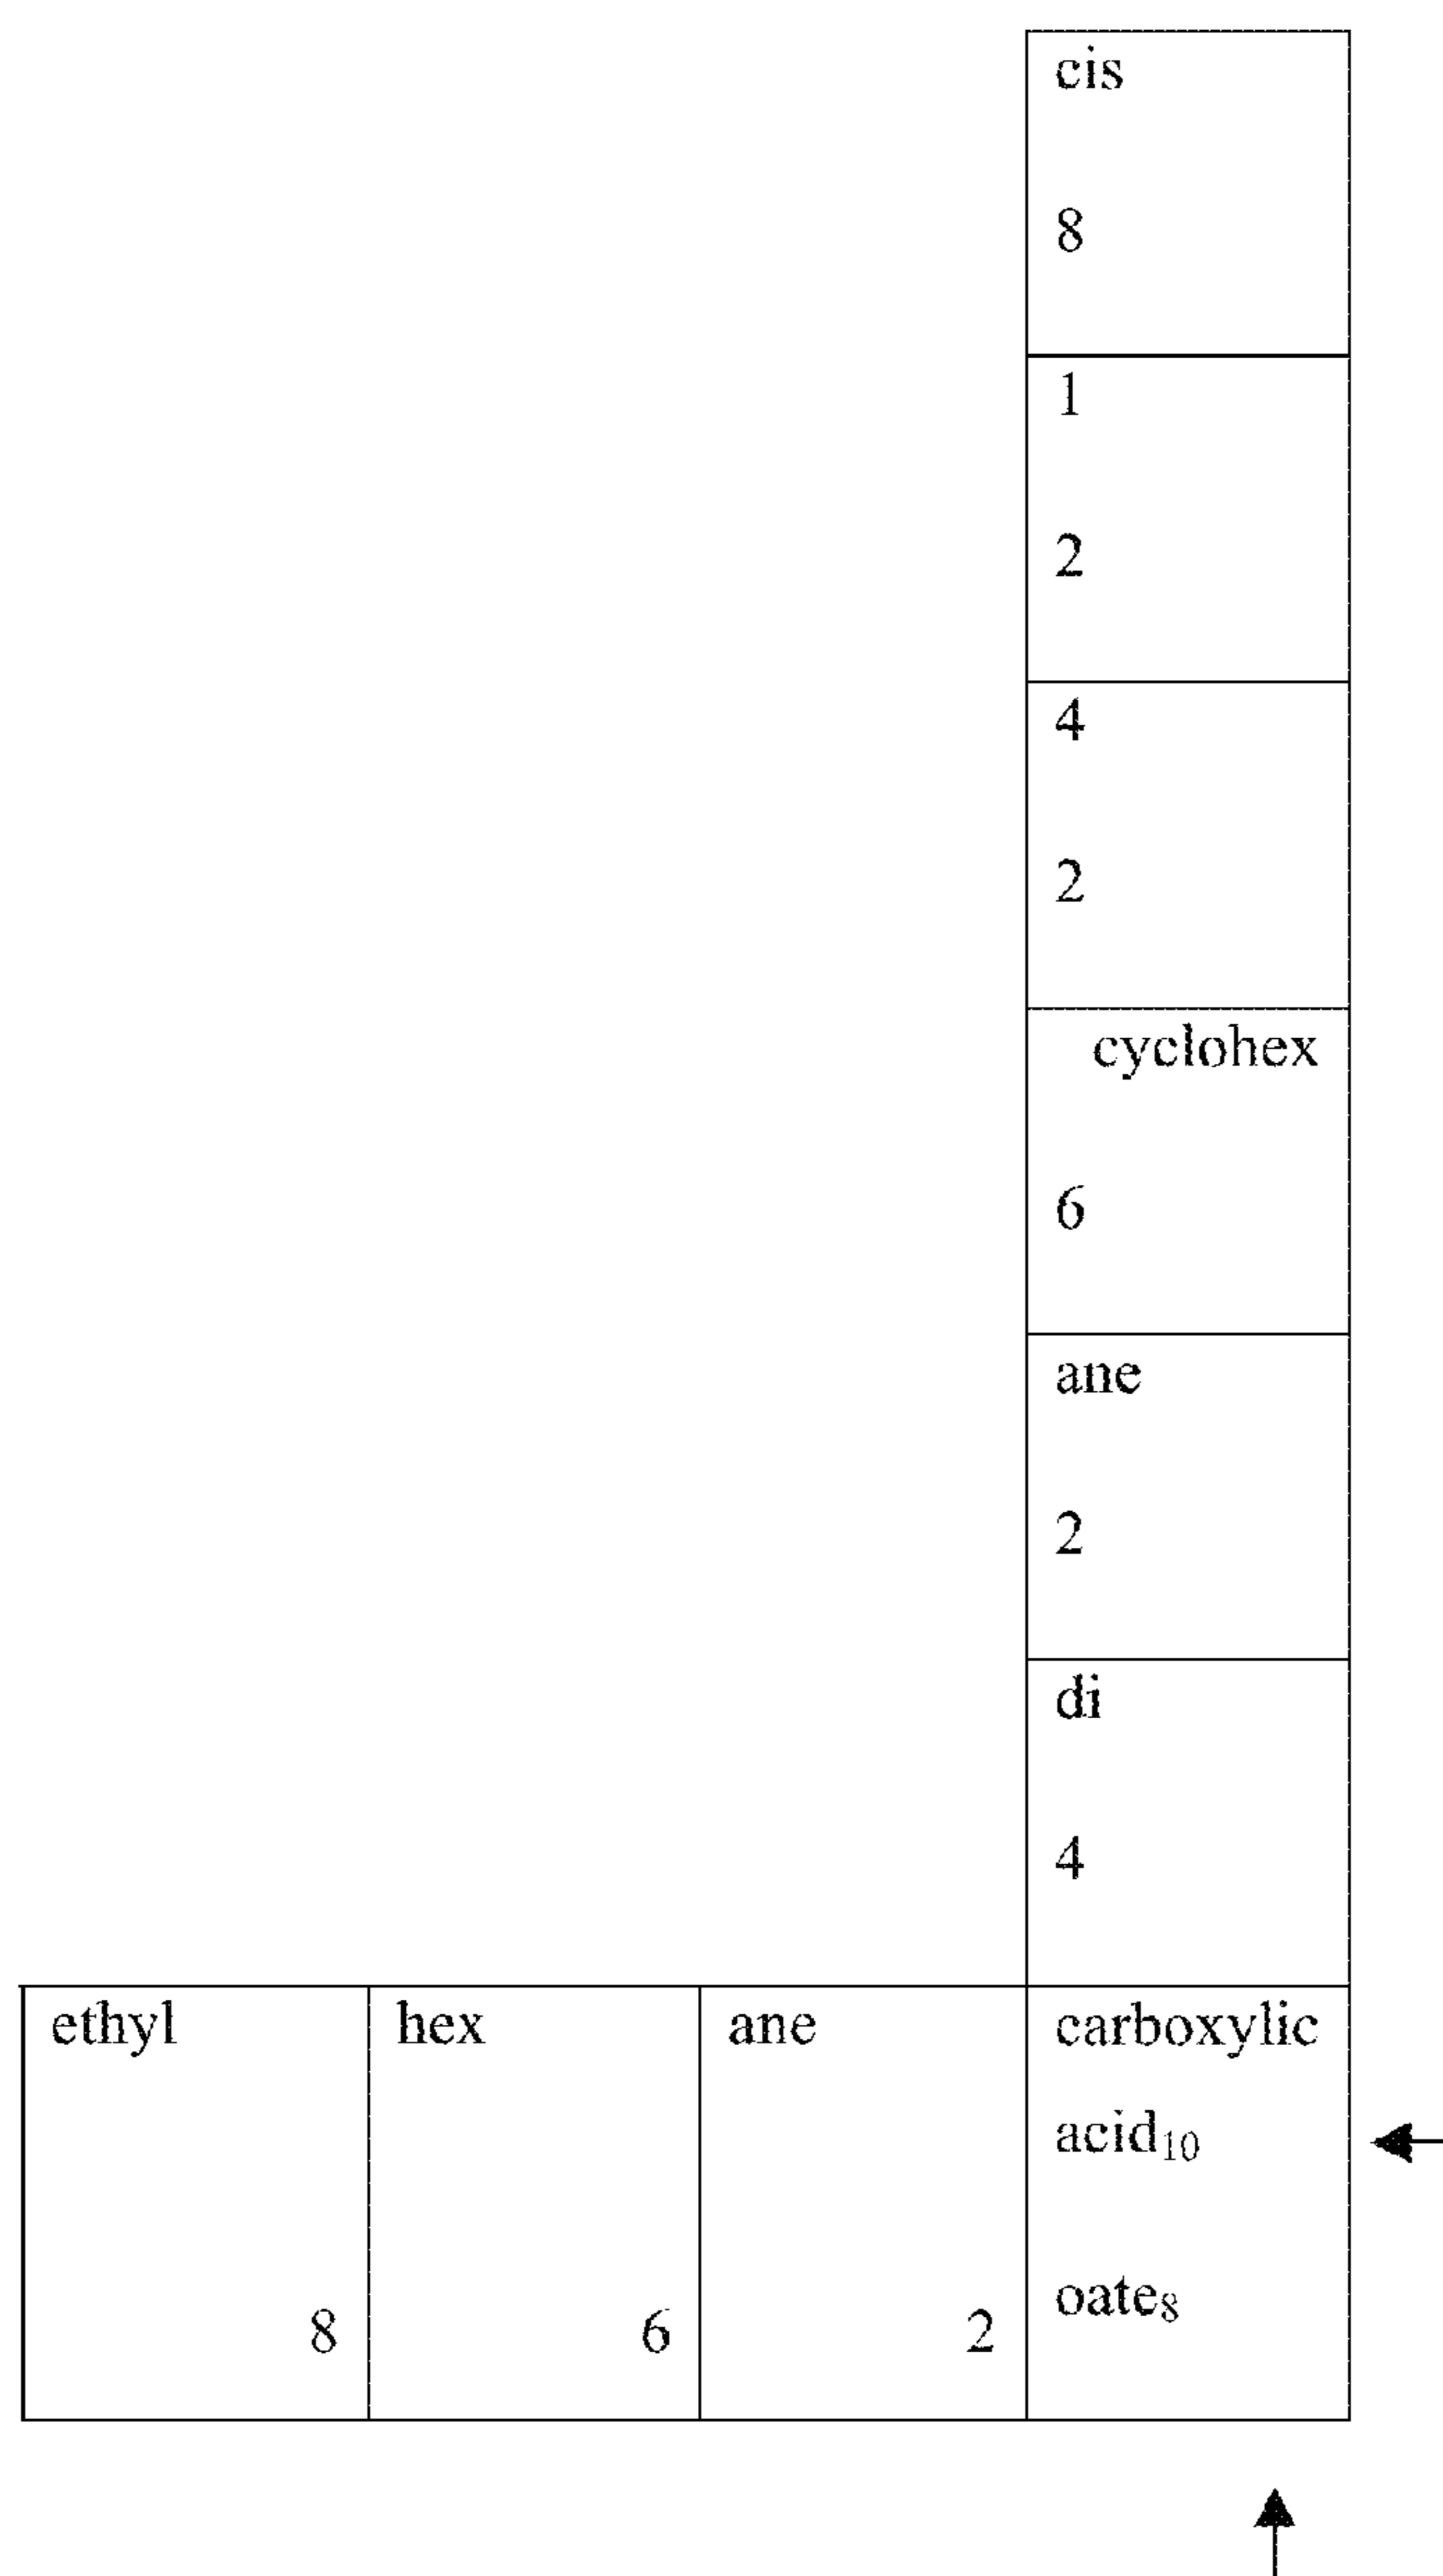 cis
8
1
2
4
2
cyclohex
6
ane
2
di
4
ethyl hex ane carboxylic
acid₁₀
oate₈
8 6 2